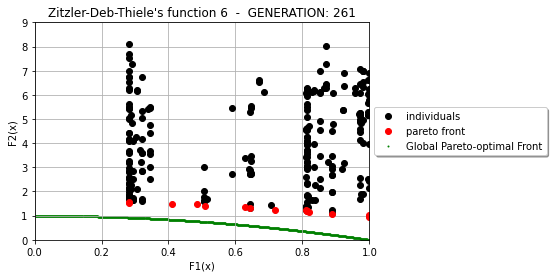 Zitzler-Deb-Thiele's function 6 - GENERATION: 261
9
8
7
6
5
4
3
2
1
0
F2(x)
0.0 0.2 0.4 0.6 0.8 1.0
F1(x)
individuals
pareto front
Global Pareto-optimal Front